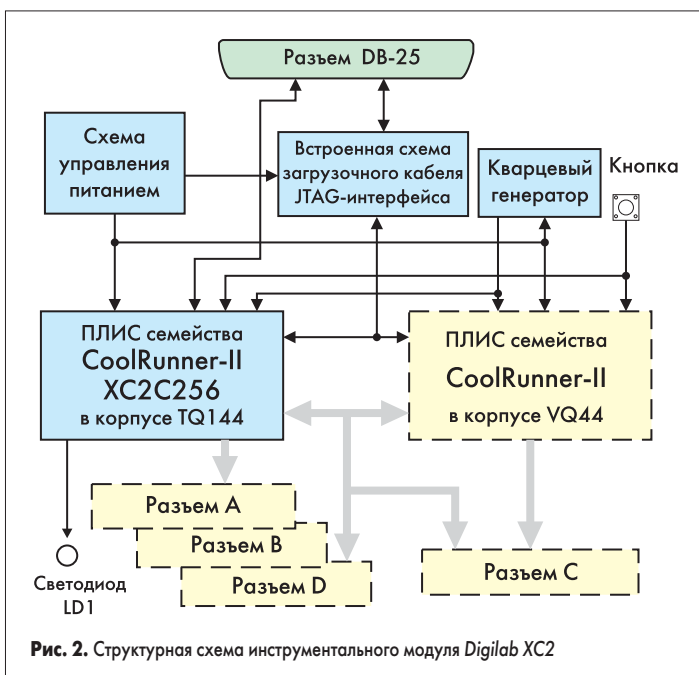 Разъем DB-25
Схема
управления
питанием
Встроенная схема
загрузочного кабеля
JTAG-интерфейса
Кварцевый
генератор
Кнопка
ПЛИС семейства
CoolRunner-II
XC2C256
в корпусе TQ144
ПЛИС семейства
CoolRunner-II
в корпусе VQ44
Разъем A
Разъем B
Разъем D
Разъем C
Светодиод
LD1
Рис. 2. Структурная схема инструментального модуля Digilab XC2